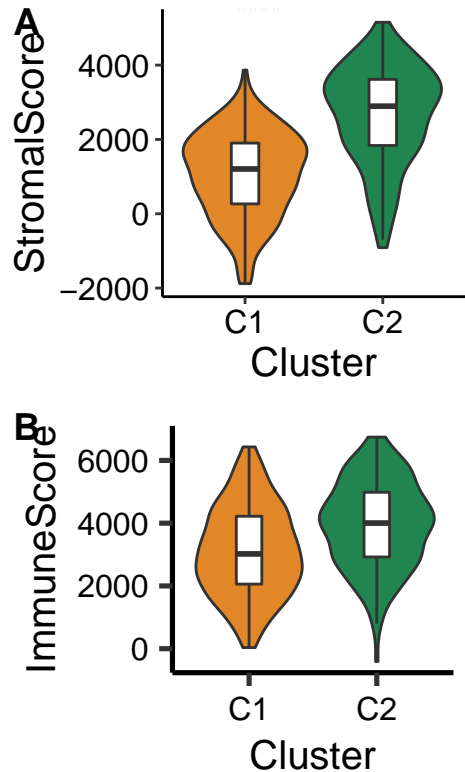 A
StromalScore
4000
2000
0
−2000
C1 C2
Cluster
B
ImmuneScore
6000
4000
2000
0
C1 C2
Cluster